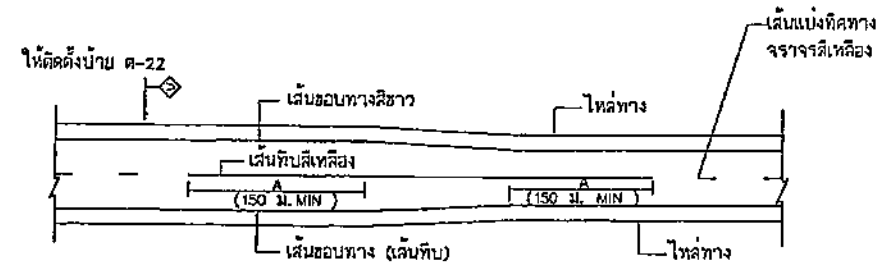 เส้นแบ่งทิศทาง
จราจรสีเหลือง
ให้ติดตั้งป้าย ต-22
เส้นขอบทางสีขาว
ไหล่ทาง
เส้นทึบสีเหลือง
A
(150 ม. MIN)
A
(150 ม. MIN)
เส้นขอบทาง (เส้นทึบ)
ไหล่ทาง